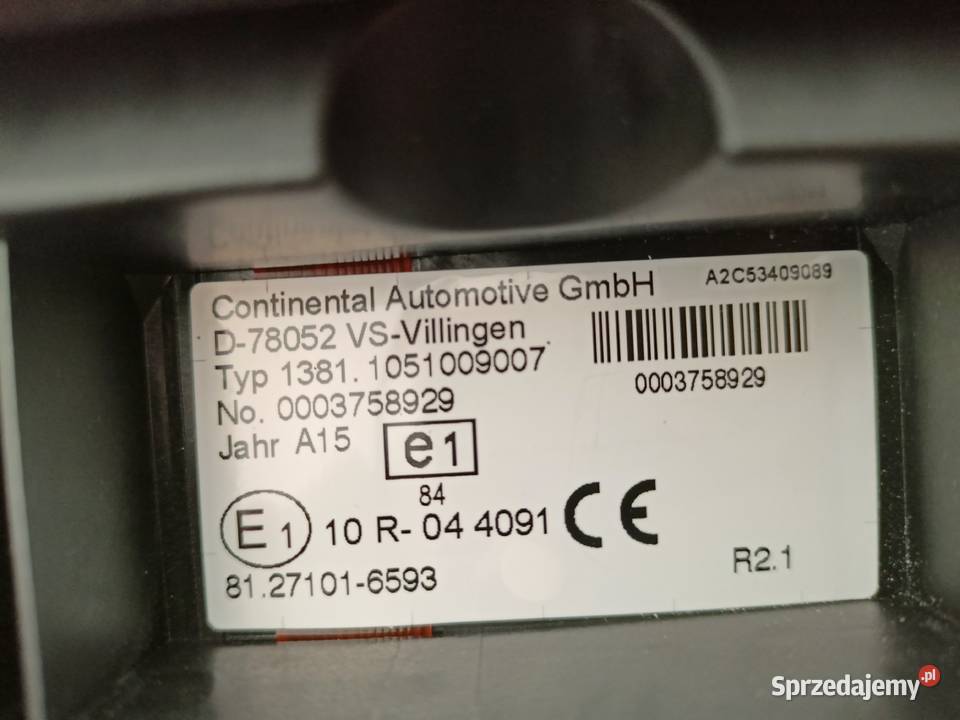 Continental Automotive GmbH
A2C53409089
D-78052 VS-Villingen
Typ 1381. 1051009007
No. 0003758929
0003758929
Jahr A15
e1
84
E1 10 R- 04 4091 CE
R2.1
81.27101-6593
Sprzedajemy.pl